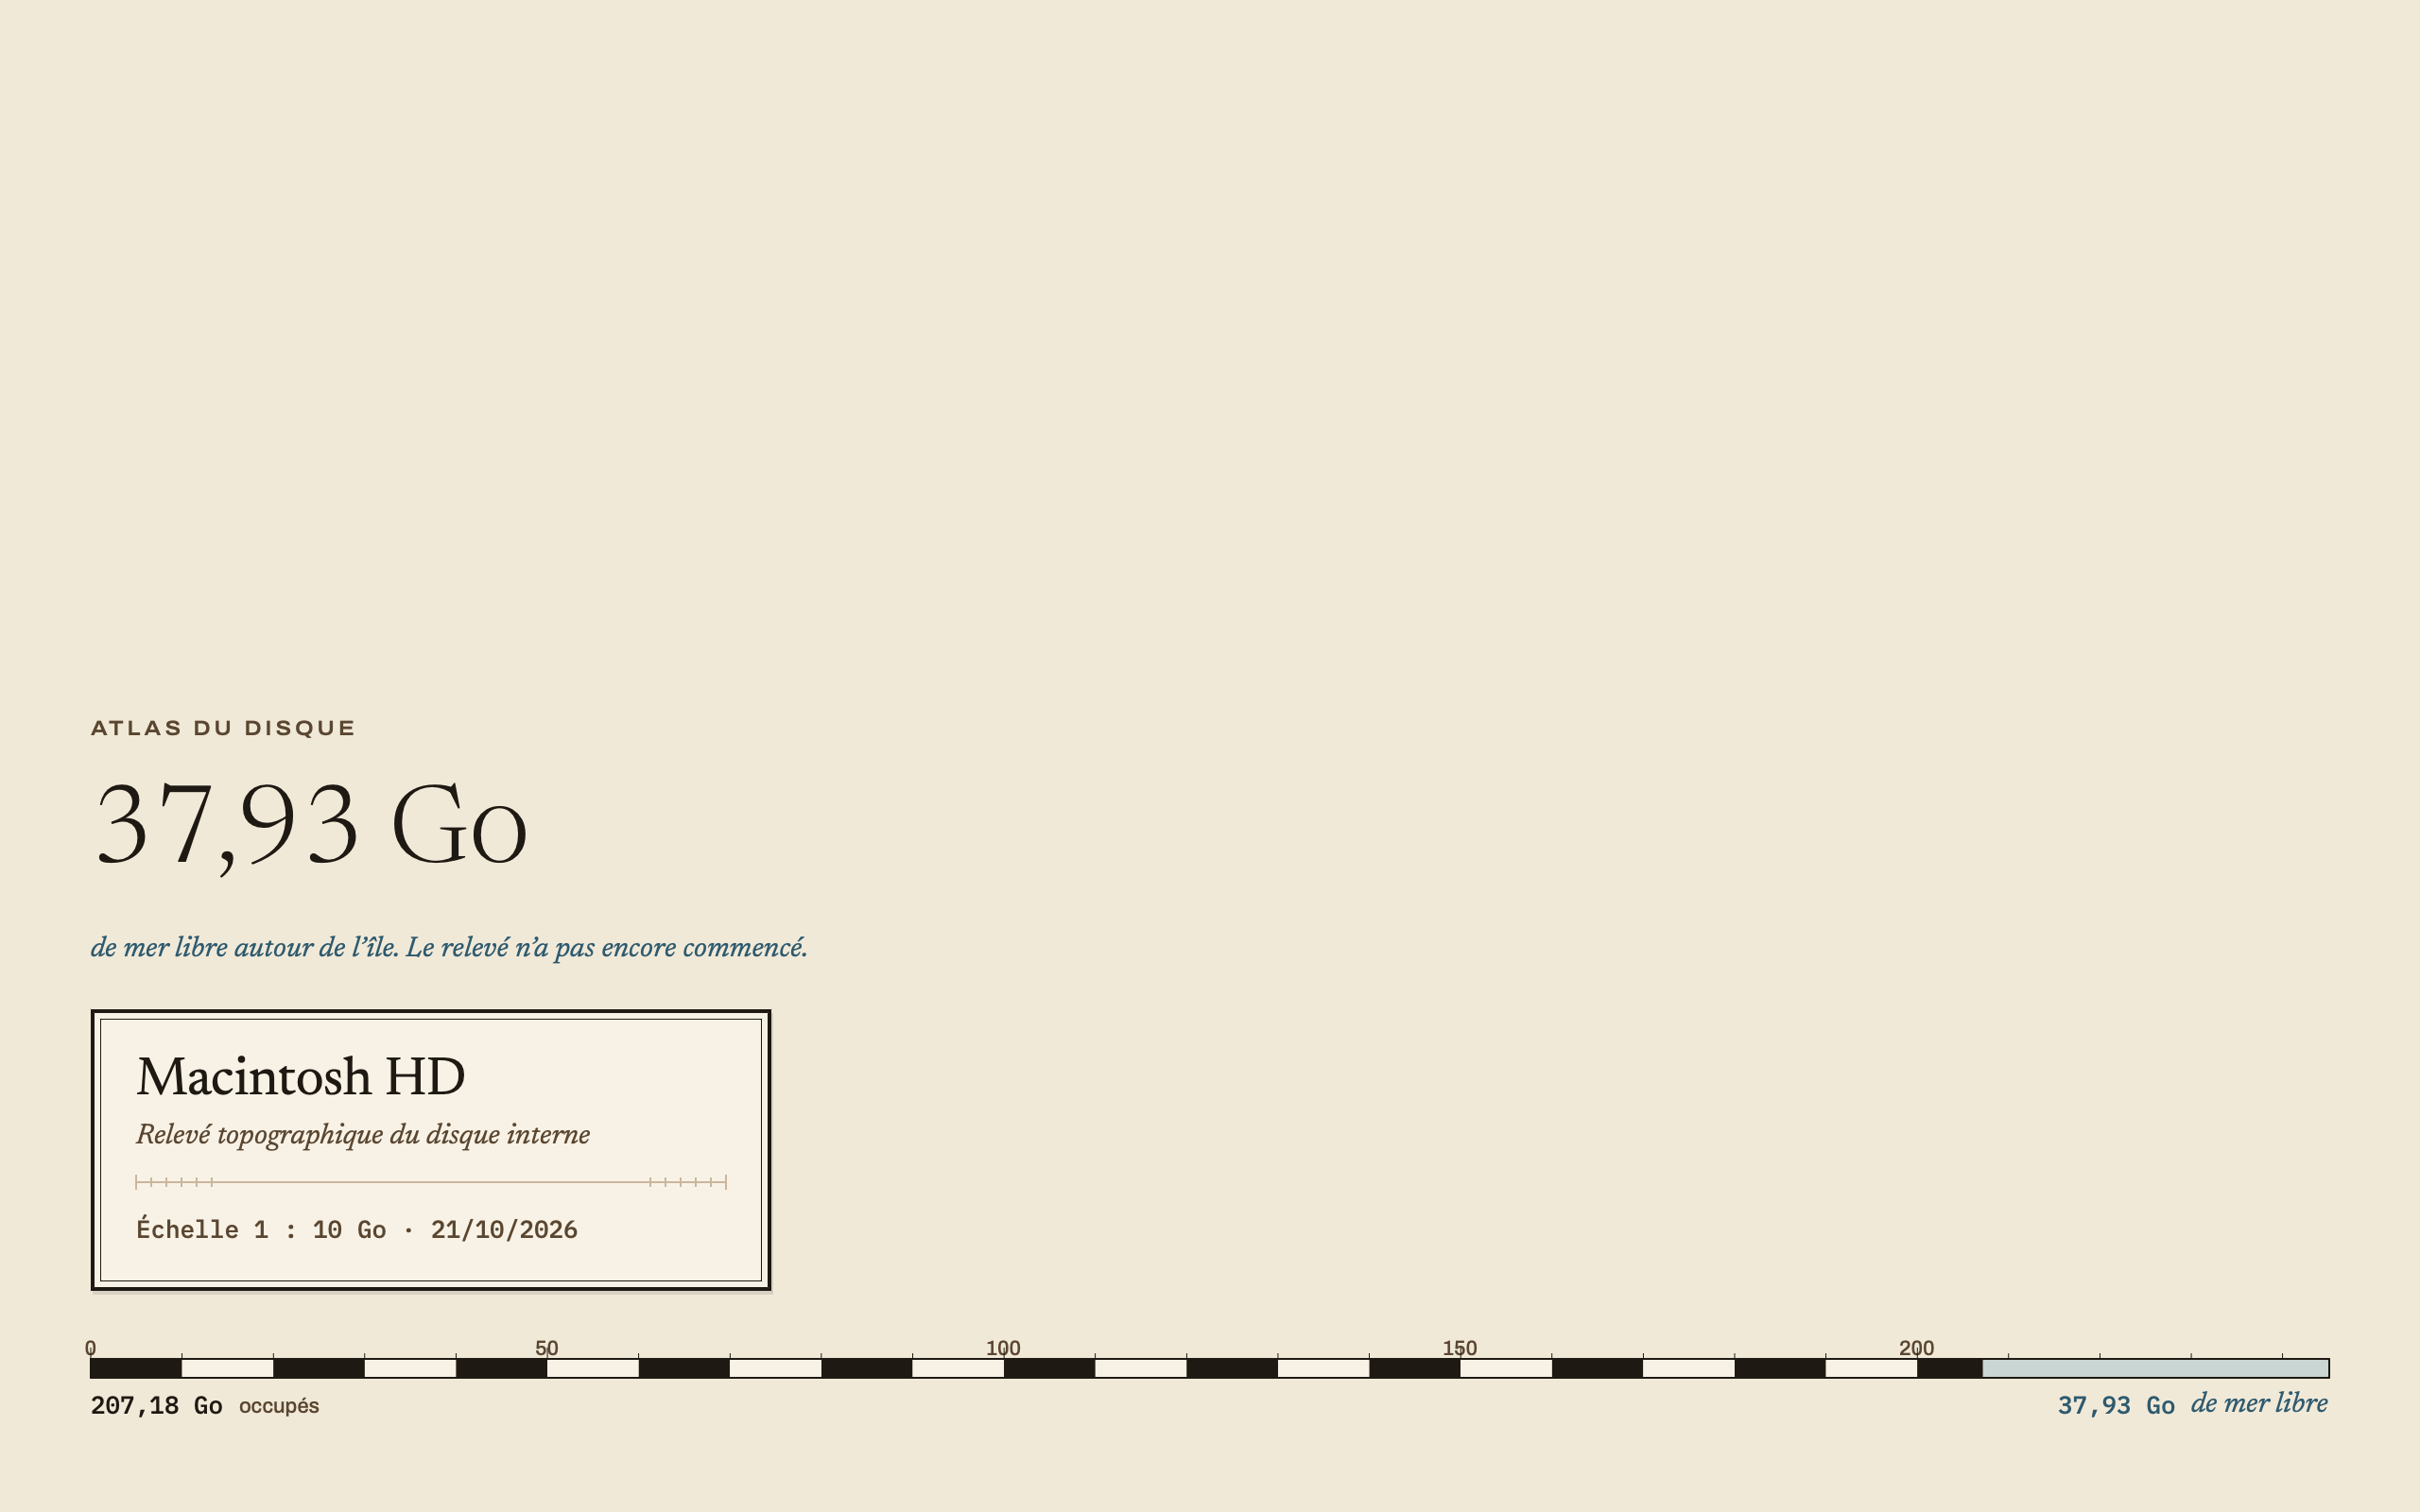 ATLAS DU DISQUE
37,93 Go
de mer libre autour de l’île. Le relevé n’a pas encore commencé.
Macintosh HD
Relevé topographique du disque interne
Échelle 1 : 10 Go · 21/10/2026
0 50 100 150 200
207,18 Go occupés
37,93 Go de mer libre